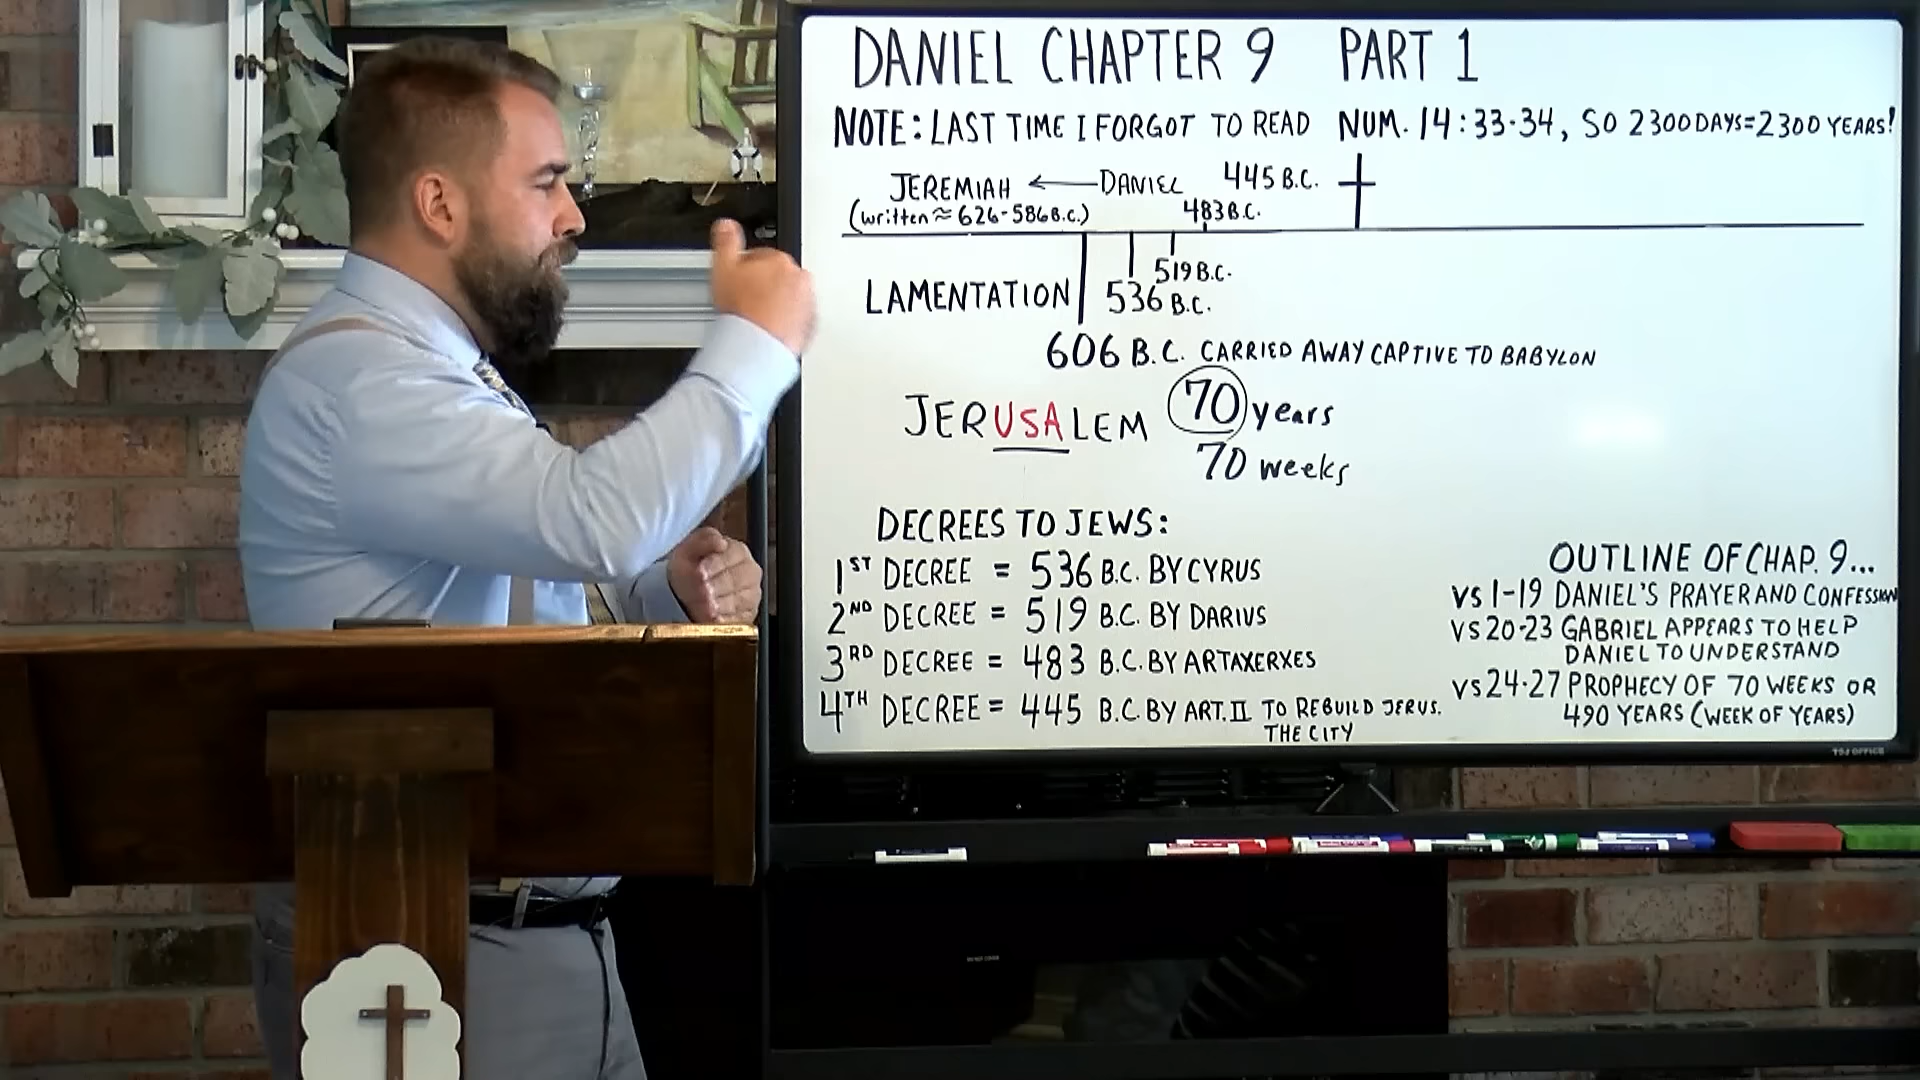 DANIEL CHAPTER 9 PART 1
NOTE: LAST TIME I FORGOT TO READ NUM. 14:33-34, SO 2300 DAYS=2300 YEARS!
JEREMIAH ← DANIEL 445 B.C.
(written ≈ 626-586 B.C.) 483 B.C.
519 B.C.
LAMENTATION 536 B.C.
606 B.C. CARRIED AWAY CAPTIVE TO BABYLON
JERUSALEM 70 years
70 weeks
DECREES TO JEWS:
1ST DECREE = 536 B.C. BY CYRUS
2ND DECREE = 519 B.C. BY DARIUS
3RD DECREE = 483 B.C. BY ARTAXERXES
4TH DECREE = 445 B.C. BY ART. II TO REBUILD JERUS.
THE CITY
OUTLINE OF CHAP. 9...
VS 1-19 DANIEL'S PRAYER AND CONFESSION
VS 20-23 GABRIEL APPEARS TO HELP
DANIEL TO UNDERSTAND
VS 24-27 PROPHECY OF 70 WEEKS OR
490 YEARS (WEEK OF YEARS)